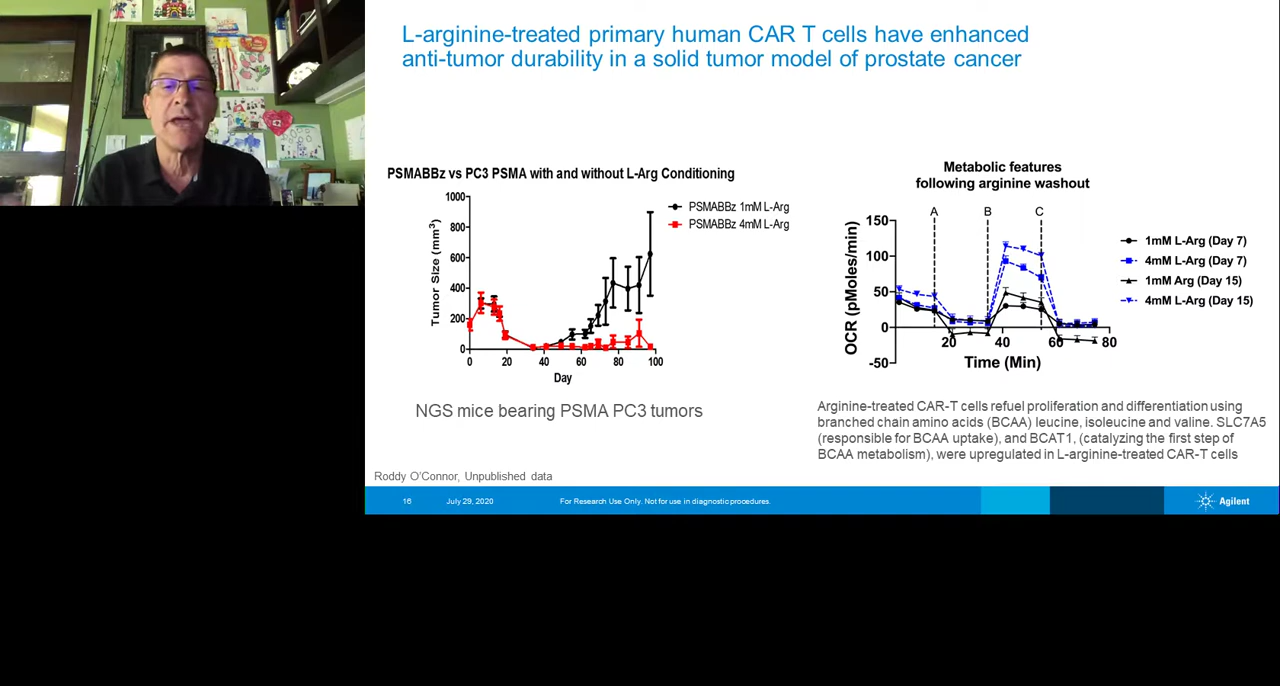 L-arginine-treated primary human CAR T cells have enhanced
anti-tumor durability in a solid tumor model of prostate cancer
PSMABBz vs PC3 PSMA with and without L-Arg Conditioning
Tumor Size (mm³)
1000
800
600
400
200
0
0 20 40 60 80 100
Day
PSMABBz 1mM L-Arg
PSMABBz 4mM L-Arg
NGS mice bearing PSMA PC3 tumors
Metabolic features
following arginine washout
A B C
OCR (pMoles/min)
150
100
50
0
-50
20 40 60 80
Time (Min)
1mM L-Arg (Day 7)
4mM L-Arg (Day 7)
1mM Arg (Day 15)
4mM L-Arg (Day 15)
Arginine-treated CAR-T cells refuel proliferation and differentiation using
branched chain amino acids (BCAA) leucine, isoleucine and valine. SLC7A5
(responsible for BCAA uptake), and BCAT1, (catalyzing the first step of
BCAA metabolism), were upregulated in L-arginine-treated CAR-T cells
Roddy O'Connor, Unpublished data
16 July 29, 2020 For Research Use Only. Not for use in diagnostic procedures. Agilent